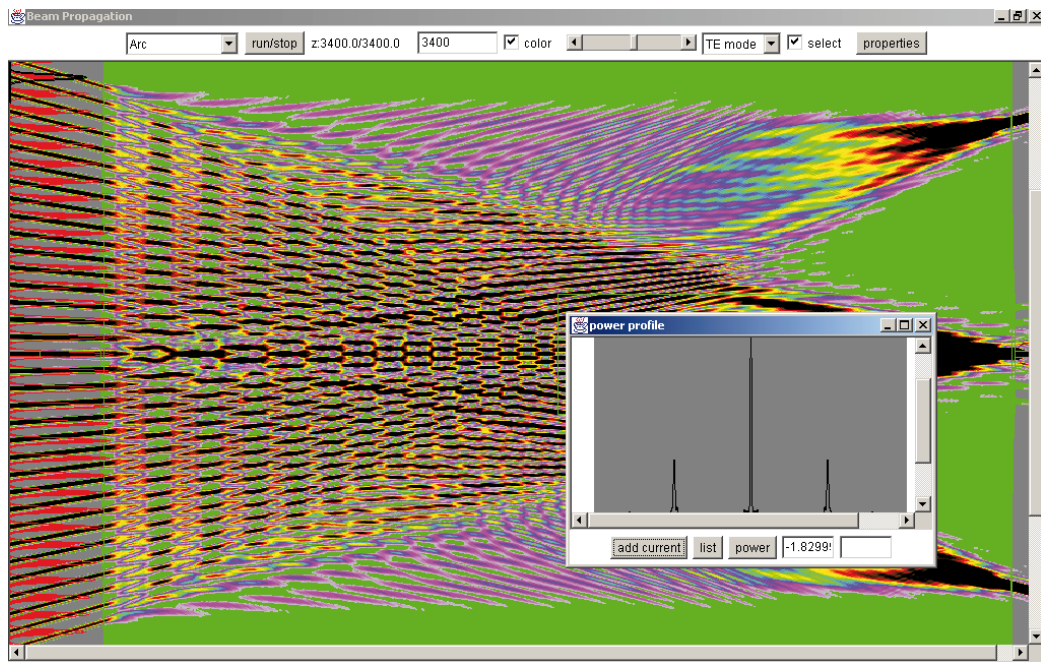 Beam Propagation
Arc run/stop z:3400.0/3400.0 3400 color TE mode select properties
power profile
add current list power -1.8299